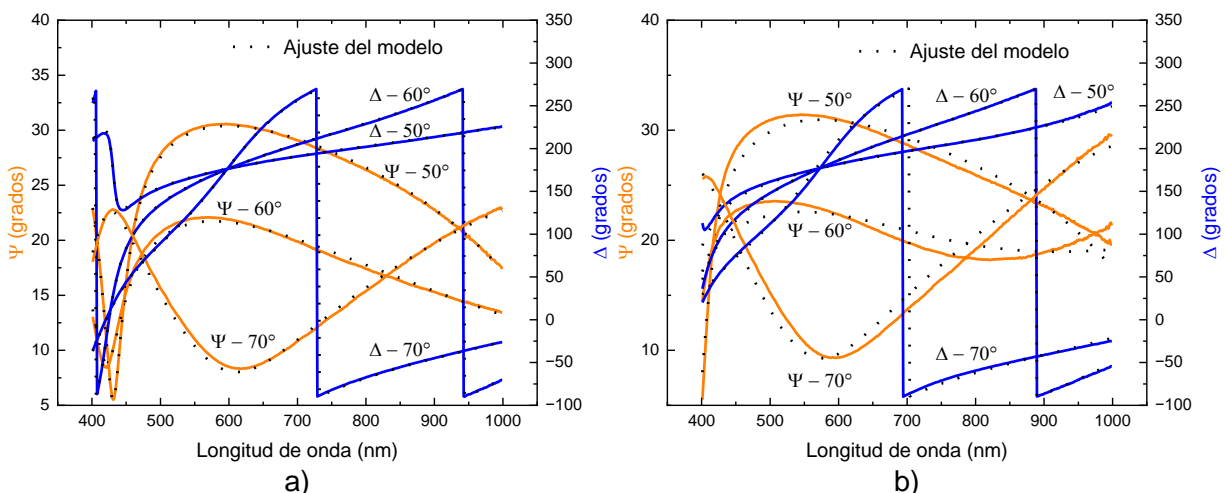 Ajuste del modelo
Δ – 60°
Δ – 50°
Ψ – 50°
Ψ – 60°
Ψ – 70°
Δ – 70°
40
35
30
25
20
15
10
5
350
300
250
200
150
100
50
0
−50
−100
400 500 600 700 800 900 1000
Ψ (grados)
Δ (grados)
Longitud de onda (nm)
a)
Ajuste del modelo
Ψ – 50°
Δ – 60°
Δ – 50°
Ψ – 60°
Ψ – 70°
Δ – 70°
40
30
20
10
350
300
250
200
150
100
50
0
−50
−100
400 500 600 700 800 900 1000
Ψ (grados)
Δ (grados)
Longitud de onda (nm)
b)